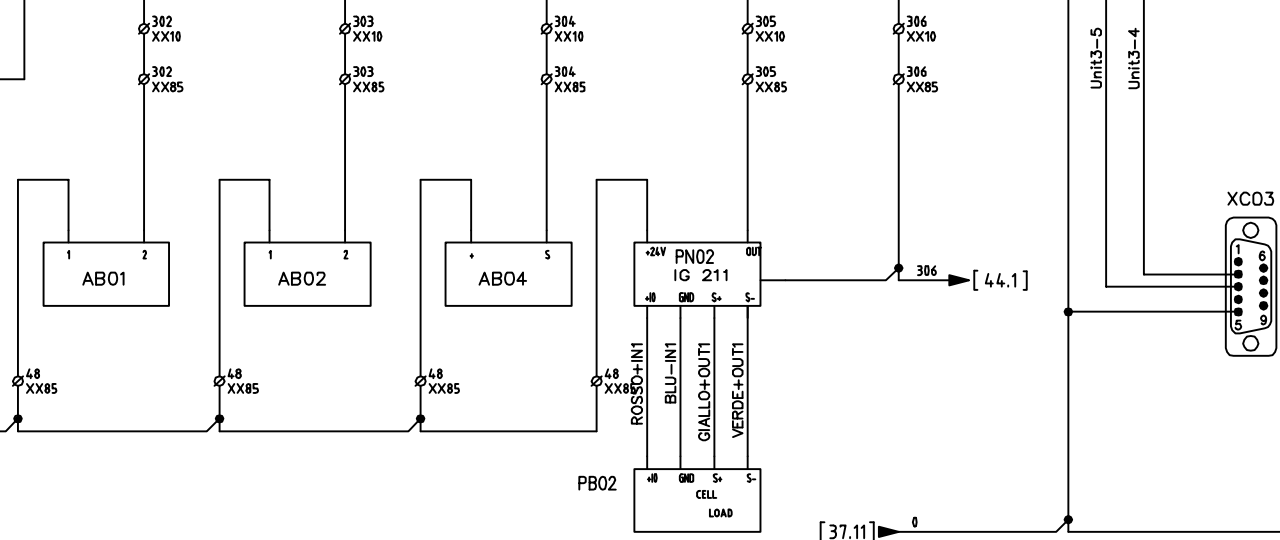 302
XX10
303
XX10
304
XX10
305
XX10
306
XX10
302
XX85
303
XX85
304
XX85
305
XX85
306
XX85
Unit3-5
Unit3-4
XC03
1
6
5
9
1 2
AB01
1 2
AB02
+ S
AB04
+24V OUT
PN02
IG 211
+10 GND S+ S-
306
[ 44.1 ]
48
XX85
48
XX85
48
XX85
48
XX85
ROSSO+IN1
BLU-IN1
GIALLO+OUT1
VERDE+OUT1
PB02
+10 GND S+ S-
CELL
LOAD
[37.11]
0